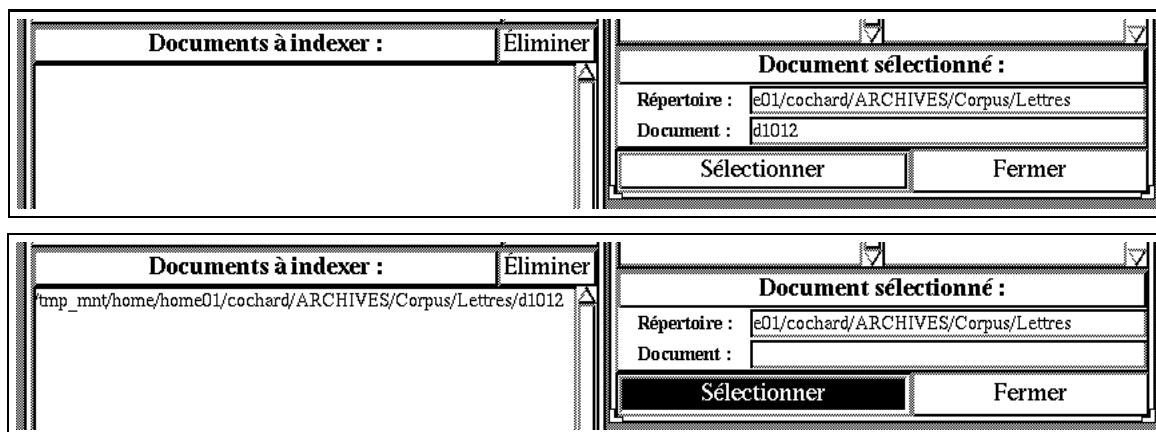 Documents à indexer :
Éliminer
Document sélectionné :
Répertoire : e01/cochard/ARCHIVES/Corpus/Lettres
Document : d1012
Sélectionner
Fermer
Documents à indexer :
Éliminer
/tmp_mnt/home/home01/cochard/ARCHIVES/Corpus/Lettres/d1012
Document sélectionné :
Répertoire : e01/cochard/ARCHIVES/Corpus/Lettres
Document :
Sélectionner
Fermer